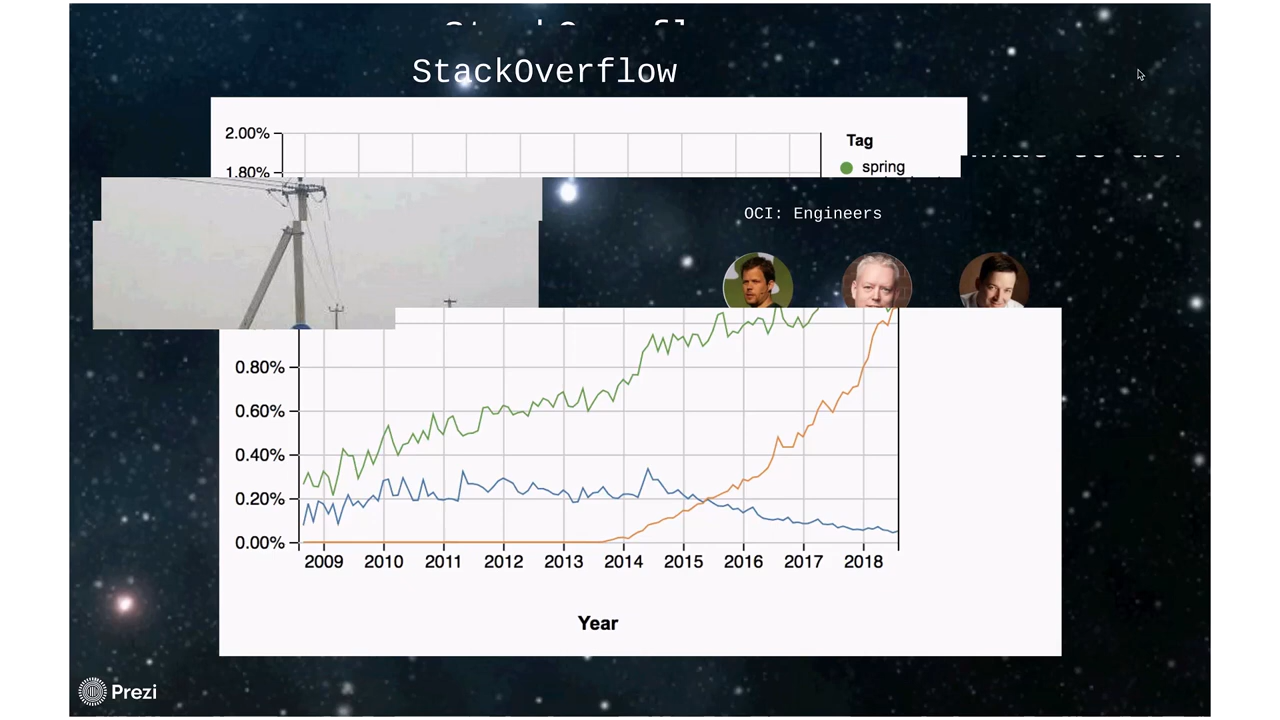 StackOverflow
2.00%
Tag
spring
1.80%
OCI: Engineers
0.80%
0.60%
0.40%
0.20%
0.00%
2009 2010 2011 2012 2013 2014 2015 2016 2017 2018
Year
Prezi